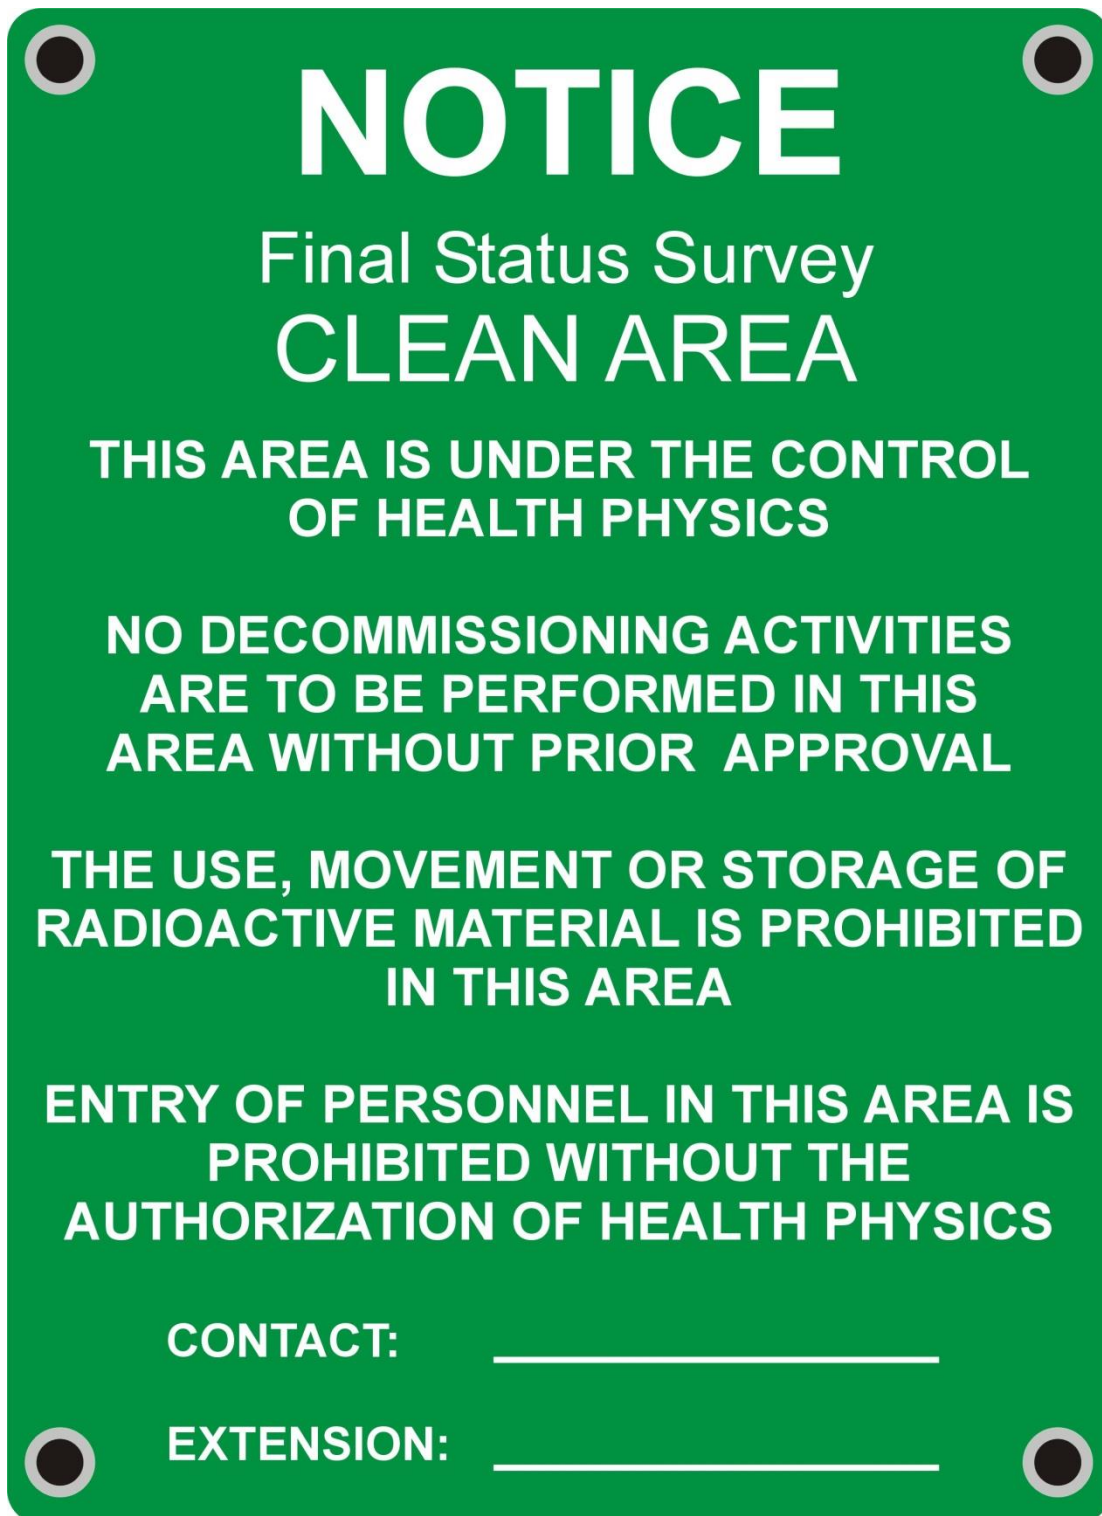 NOTICE
Final Status Survey
CLEAN AREA
THIS AREA IS UNDER THE CONTROL
OF HEALTH PHYSICS
NO DECOMMISSIONING ACTIVITIES
ARE TO BE PERFORMED IN THIS
AREA WITHOUT PRIOR  APPROVAL
THE USE, MOVEMENT OR STORAGE OF
RADIOACTIVE MATERIAL IS PROHIBITED
IN THIS AREA
ENTRY OF PERSONNEL IN THIS AREA IS
PROHIBITED WITHOUT THE
AUTHORIZATION OF HEALTH PHYSICS
CONTACT:
EXTENSION: